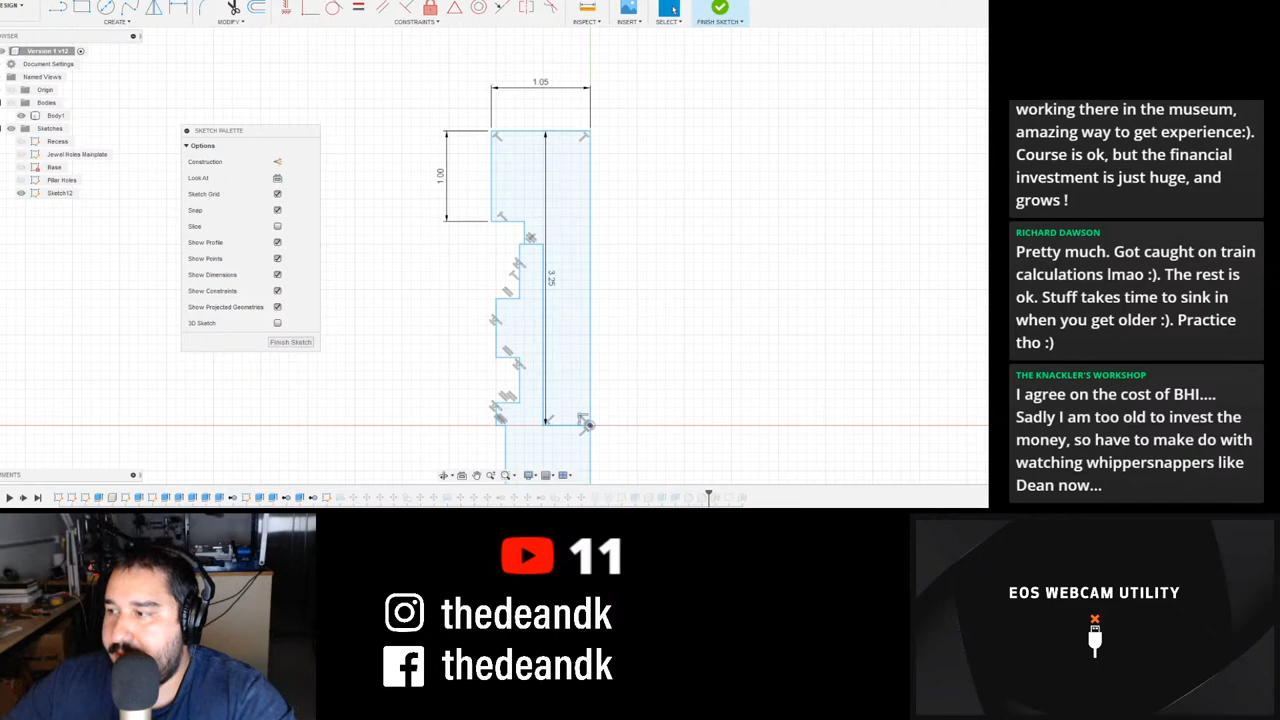 DESIGN
CREATE
MODIFY
CONSTRAINTS
INSPECT
INSERT
SELECT
FINISH SKETCH
Version 1 v12
Document Settings
Named Views
Origin
Bodies
Body1
Sketches
Recess
Jewel Holes Mainplate
Base
Pillar Holes
Sketch12
SKETCH PALETTE
Options
Construction
Look At
Sketch Grid
Snap
Slice
Show Profile
Show Points
Show Dimensions
Show Constraints
Show Projected Geometries
3D Sketch
Finish Sketch
1.05
1.00
3.25
working there in the museum,
amazing way to get experience:).
Course is ok, but the financial
investment is just huge, and
grows !
RICHARD DAWSON
Pretty much. Got caught on train
calculations lmao :). The rest is
ok. Stuff takes time to sink in
when you get older :). Practice
tho :)
THE KNACKLER'S WORKSHOP
I agree on the cost of BHI....
Sadly I am too old to invest the
money, so have to make do with
watching whippersnappers like
Dean now...
11
thedeandk
thedeandk
EOS WEBCAM UTILITY